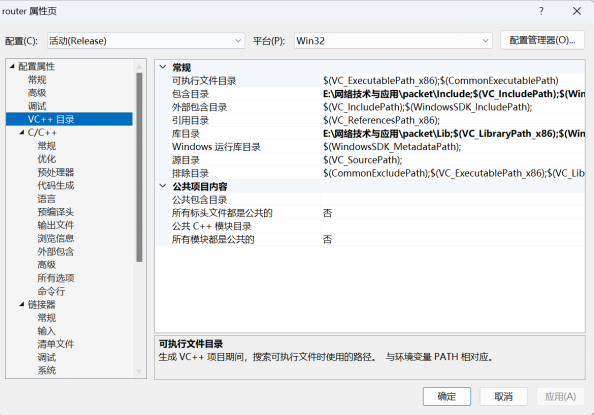 router 属性页
? ×
配置(C): 活动(Release) 平台(P): Win32 配置管理器(O)...
配置属性
常规
高级
调试
VC++ 目录
C/C++
常规
优化
预处理器
代码生成
语言
预编译头
输出文件
浏览信息
外部包含
高级
所有选项
命令行
链接器
常规
输入
清单文件
调试
系统
常规
可执行文件目录 $(VC_ExecutablePath_x86);$(CommonExecutablePath)
包含目录 E:\网络技术与应用\packet\Include;$(VC_IncludePath);$(Win
外部包含目录 $(VC_IncludePath);$(WindowsSDK_IncludePath);
引用目录 $(VC_ReferencesPath_x86);
库目录 E:\网络技术与应用\packet\Lib;$(VC_LibraryPath_x86);$(Win
Windows 运行库目录 $(WindowsSDK_MetadataPath);
源目录 $(VC_SourcePath);
排除目录 $(CommonExcludePath);$(VC_ExecutablePath_x86);$(VC_Lib
公共项目内容
公共包含目录
所有标头文件都是公共的 否
公共 C++ 模块目录
所有模块都是公共的 否
可执行文件目录
生成 VC++ 项目期间，搜索可执行文件时使用的路径。 与环境变量 PATH 相对应。
确定 取消 应用(A)